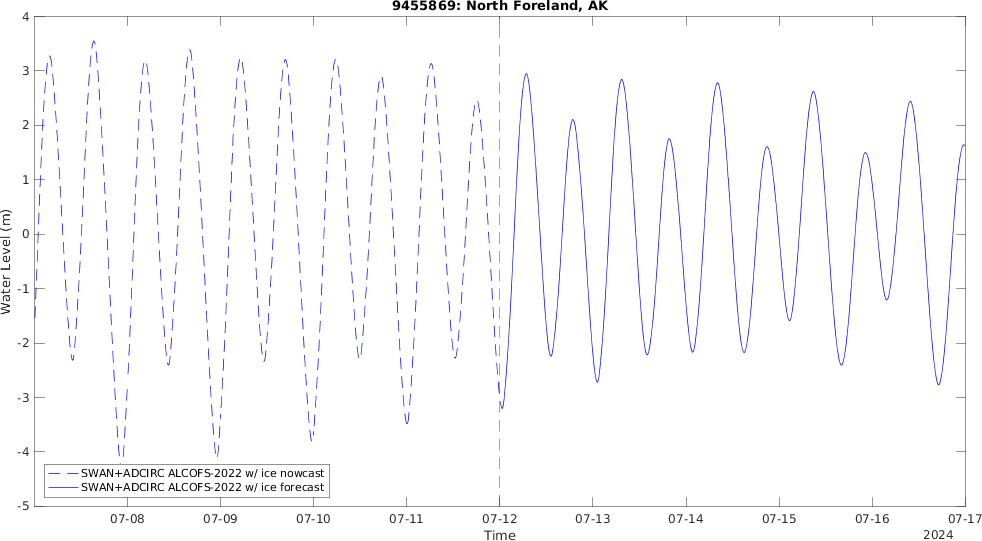 9455869: North Foreland, AK
4
3
2
1
0
-1
-2
-3
-4
-5
Water Level (m)
SWAN+ADCIRC ALCOFS-2022 w/ ice nowcast
SWAN+ADCIRC ALCOFS-2022 w/ ice forecast
07-08 07-09 07-10 07-11 07-12 07-13 07-14 07-15 07-16 07-17
Time
2024